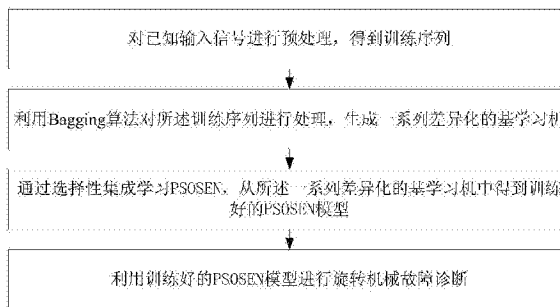 对已知输入信号进行预处理，得到训练序列
利用Bagging算法对所述训练序列进行处理，生成一系列差异化的基学习机
通过选择性集成学习PSOSEN，从所述一系列差异化的基学习机中得到训练
好的PSOSEN模型
利用训练好的PSOSEN模型进行旋转机械故障诊断